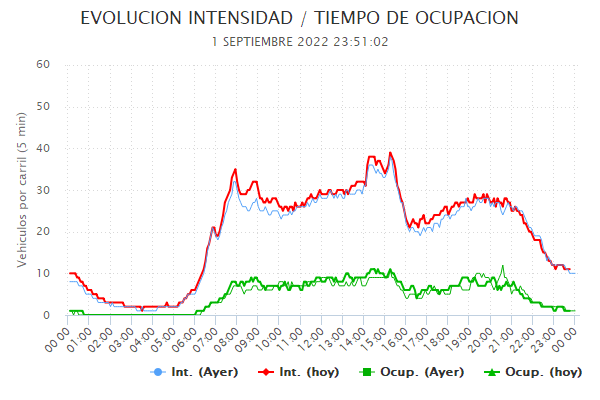 EVOLUCION INTENSIDAD / TIEMPO DE OCUPACION
1 SEPTIEMBRE 2022 23:51:02
Vehiculos por carril (5 min)
60
50
40
30
20
10
0
00:00 01:00 02:00 03:00 04:00 05:00 06:00 07:00 08:00 09:00 10:00 11:00 12:00 13:00 14:00 15:00 16:00 17:00 18:00 19:00 20:00 21:00 22:00 23:00 00:00
Int. (Ayer) Int. (hoy) Ocup. (Ayer) Ocup. (hoy)